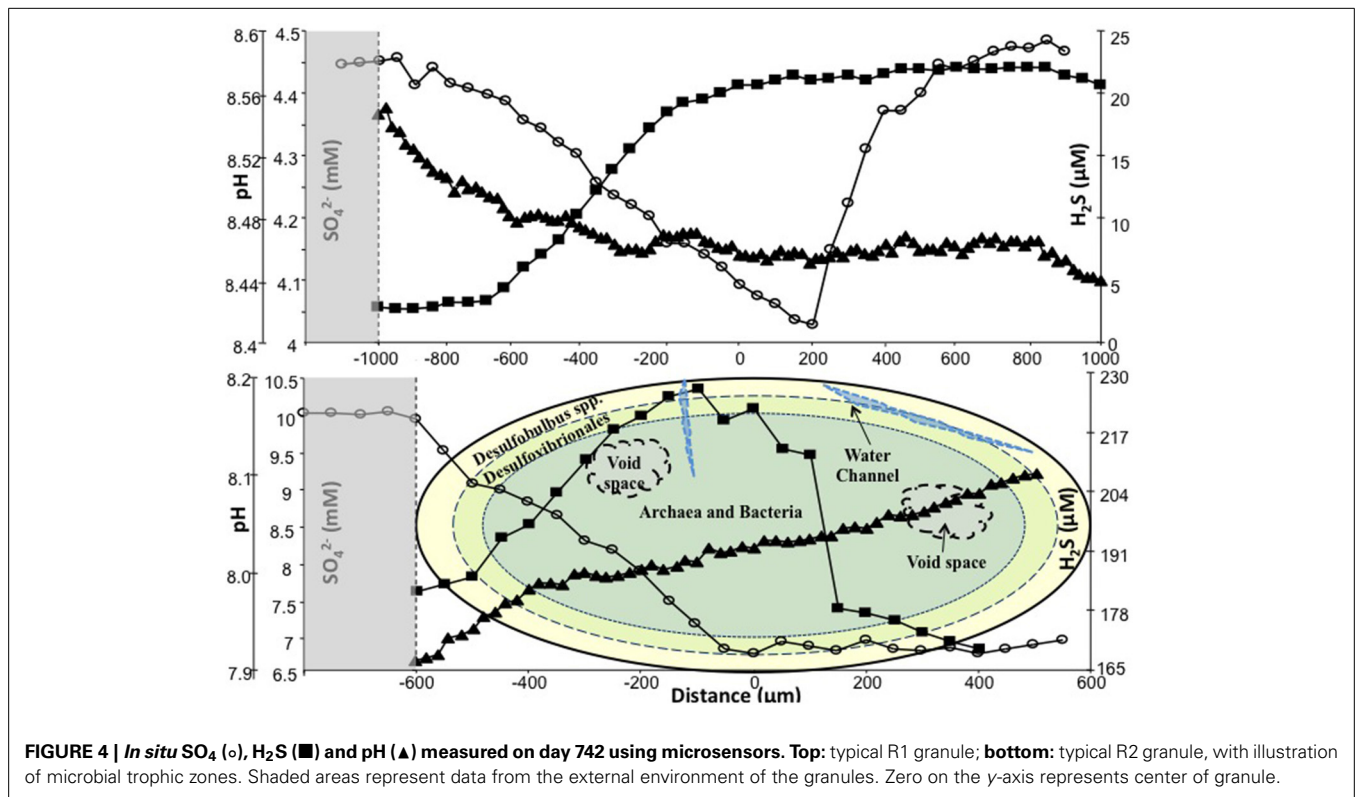 8.6 4.5 25
8.56 4.4 20
8.52 4.3 15
pH SO₄²⁻ (mM) H₂S (µM)
8.48 4.2 10
8.44 4.1 5
8.4 4 0
-1000 -800 -600 -400 -200 0 200 400 600 800 1000
8.2 10.5 230
10
Desulfobulbus spp.
Desulfoxihrionales
9.5 217
Void space
Water Channel
8.1 9 204
pH SO₄²⁻ (mM) Archaea and Bacteria H₂S (µM)
8.5
Void space
8.0 8 191
7.5 178
7
7.9 6.5 165
-600 -400 -200 0 200 400 600
Distance (µm)
FIGURE 4 | In situ SO₄ (○), H₂S (■) and pH (▲) measured on day 742 using microsensors. Top: typical R1 granule; bottom: typical R2 granule, with illustration
of microbial trophic zones. Shaded areas represent data from the external environment of the granules. Zero on the y-axis represents center of granule.